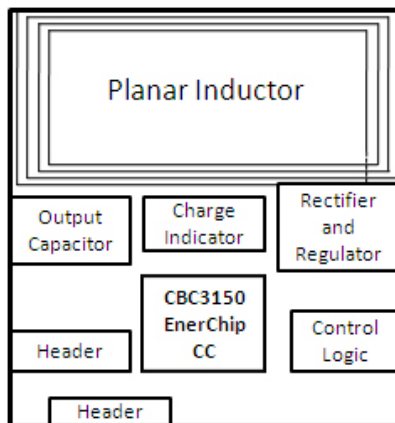 Planar Inductor
Output
Capacitor
Charge
Indicator
Rectifier
and
Regulator
CBC3150
EnerChip
CC
Header
Control
Logic
Header